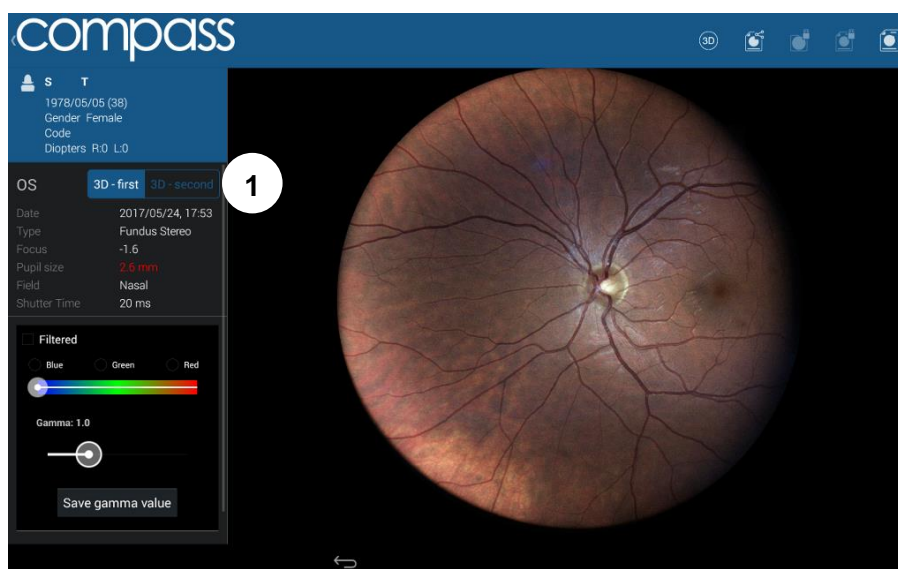 compass
3D
S T
1978/05/05 (38)
Gender Female
Code
Diopters R:0 L:0
OS 3D - first 3D - second 1
Date 2017/05/24, 17:53
Type Fundus Stereo
Focus -1.6
Pupil size 2.6 mm
Field Nasal
Shutter Time 20 ms
Filtered
Blue Green Red
Gamma: 1.0
Save gamma value